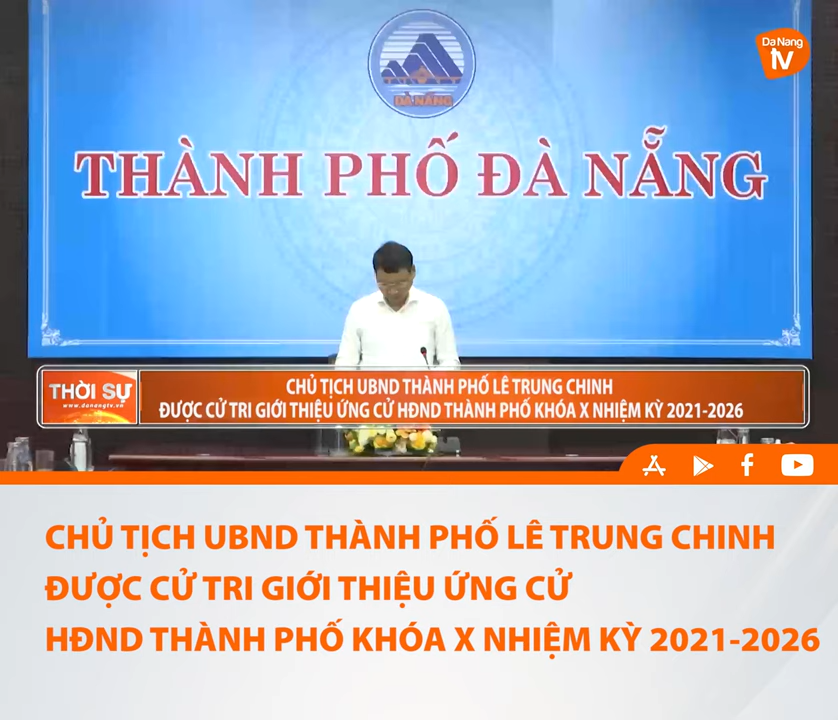 Da Nang
tv
ĐÀ NẴNG
THÀNH PHỐ ĐÀ NẴNG
THỜI SỰ
www.danangtv.vn
CHỦ TỊCH UBND THÀNH PHỐ LÊ TRUNG CHINH
ĐƯỢC CỬ TRI GIỚI THIỆU ỨNG CỬ HĐND THÀNH PHỐ KHÓA X NHIỆM KỲ 2021-2026
CHỦ TỊCH UBND THÀNH PHỐ LÊ TRUNG CHINH
ĐƯỢC CỬ TRI GIỚI THIỆU ỨNG CỬ
HĐND THÀNH PHỐ KHÓA X NHIỆM KỲ 2021-2026